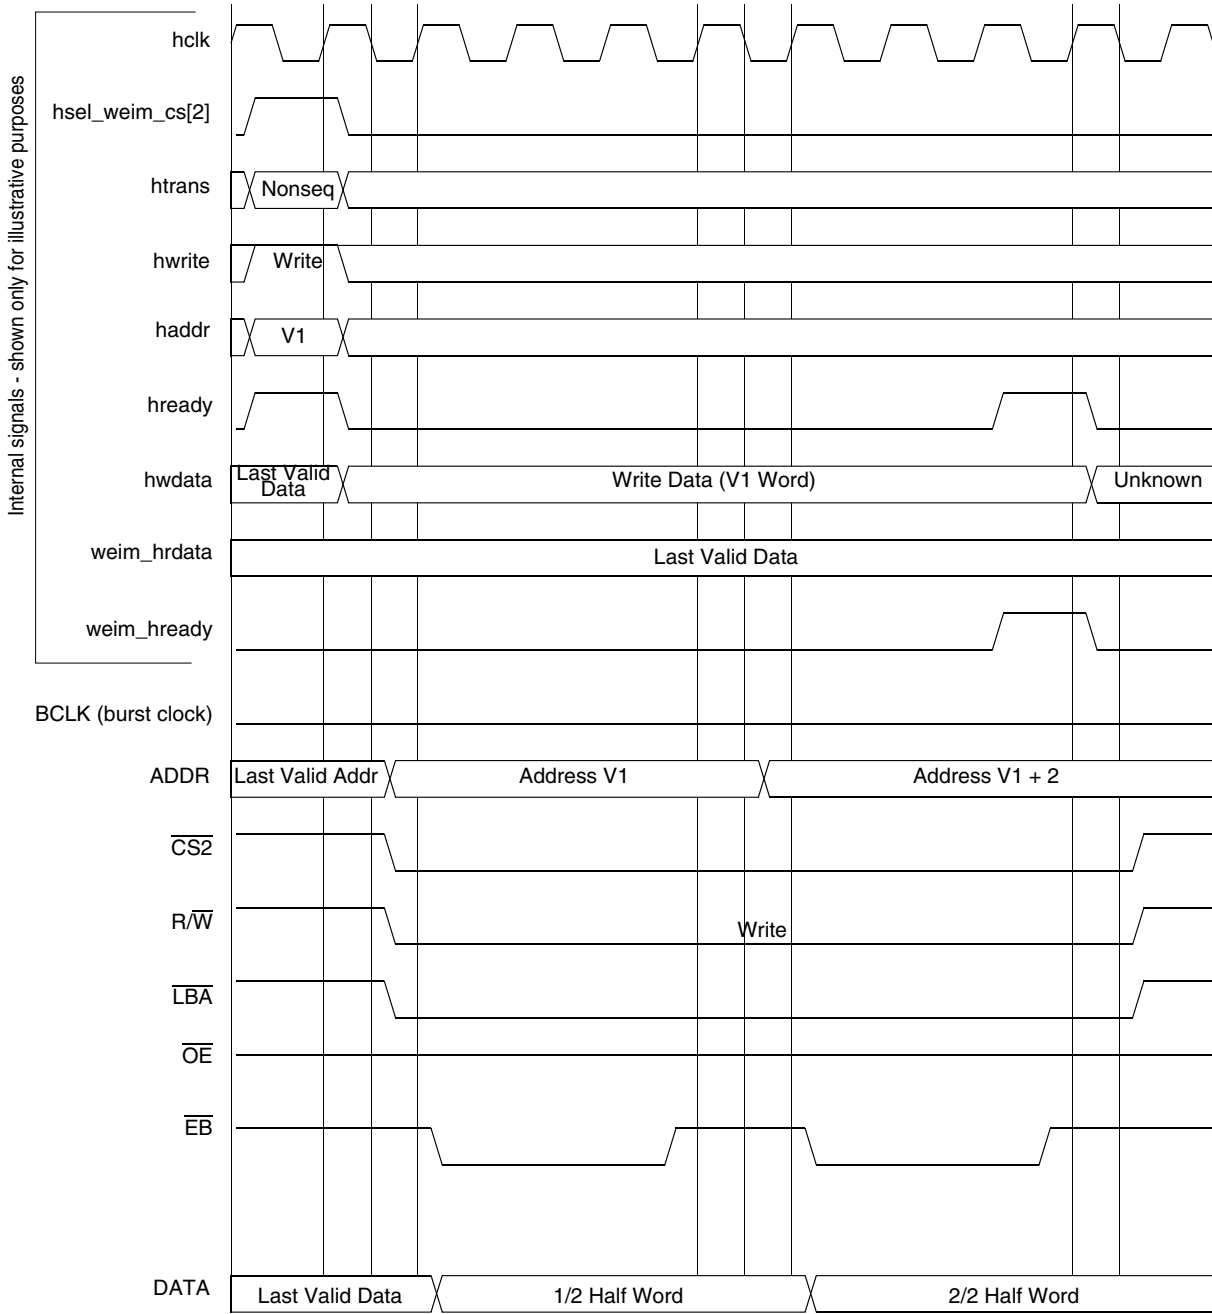 Internal signals - shown only for illustrative purposes
hclk
hsel_weim_cs[2]
htrans
Nonseq
hwrite
Write
haddr
V1
hready
hwdata
Last Valid
Data
Write Data (V1 Word)
Unknown
weim_hrdata
Last Valid Data
weim_hready
BCLK (burst clock)
ADDR
Last Valid Addr
Address V1
Address V1 + 2
CS2
R/W
Write
LBA
OE
EB
DATA
Last Valid Data
1/2 Half Word
2/2 Half Word